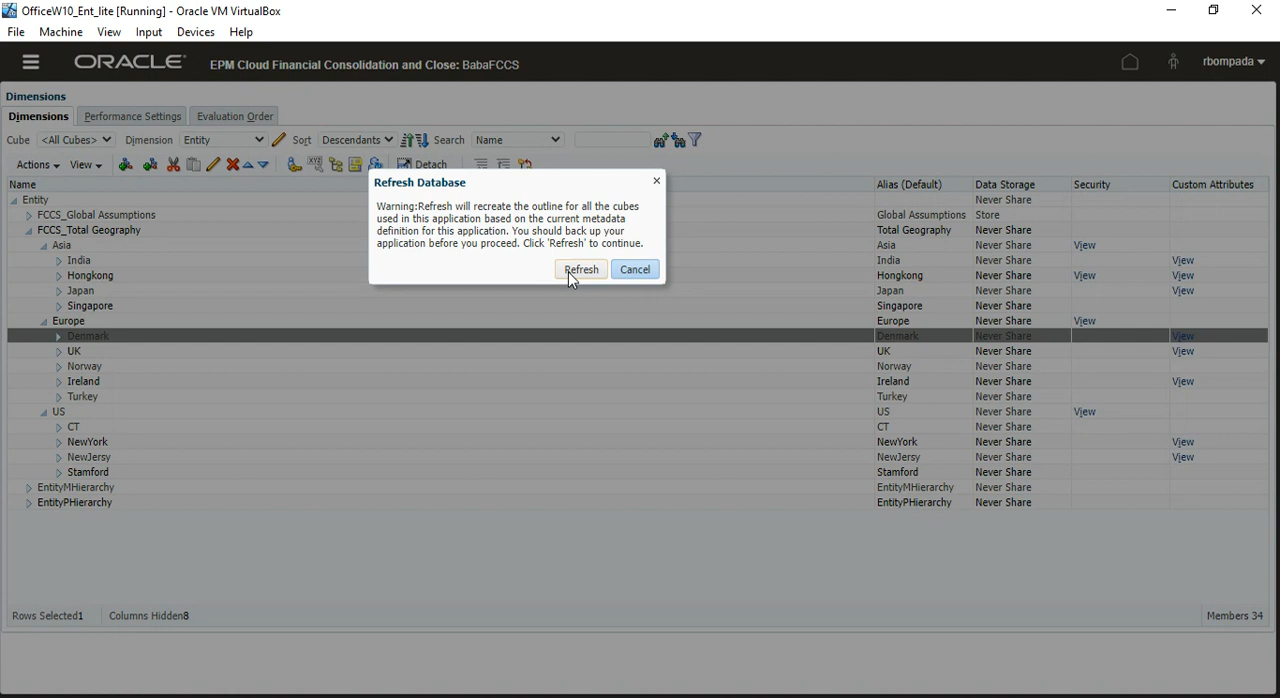 OfficeW10_Ent_lite [Running] - Oracle VM VirtualBox
File Machine View Input Devices Help
ORACLE® EPM Cloud Financial Consolidation and Close: BabaFCCS rbompada
Dimensions
Dimensions Performance Settings Evaluation Order
Cube <All Cubes> Dimension Entity Sort Descendants Search Name
Actions View Detach
Name Alias (Default) Data Storage Security Custom Attributes
Entity Never Share
FCCS_Global Assumptions Global Assumptions Store
FCCS_Total Geography Total Geography Never Share
Asia Asia Never Share View
India India Never Share View
Hongkong Hongkong Never Share View View
Japan Japan Never Share View
Singapore Singapore Never Share
Europe Europe Never Share View
Denmark Denmark Never Share View
UK UK Never Share View
Norway Norway Never Share
Ireland Ireland Never Share View
Turkey Turkey Never Share
US US Never Share View
CT CT Never Share
NewYork NewYork Never Share View
NewJersy NewJersy Never Share View
Stamford Stamford Never Share
EntityMHierarchy EntityMHierarchy Never Share
EntityPHierarchy EntityPHierarchy Never Share
Refresh Database
Warning:Refresh will recreate the outline for all the cubes
used in this application based on the current metadata
definition for this application. You should back up your
application before you proceed. Click 'Refresh' to continue.
Refresh Cancel
Rows Selected1 Columns Hidden8 Members 34